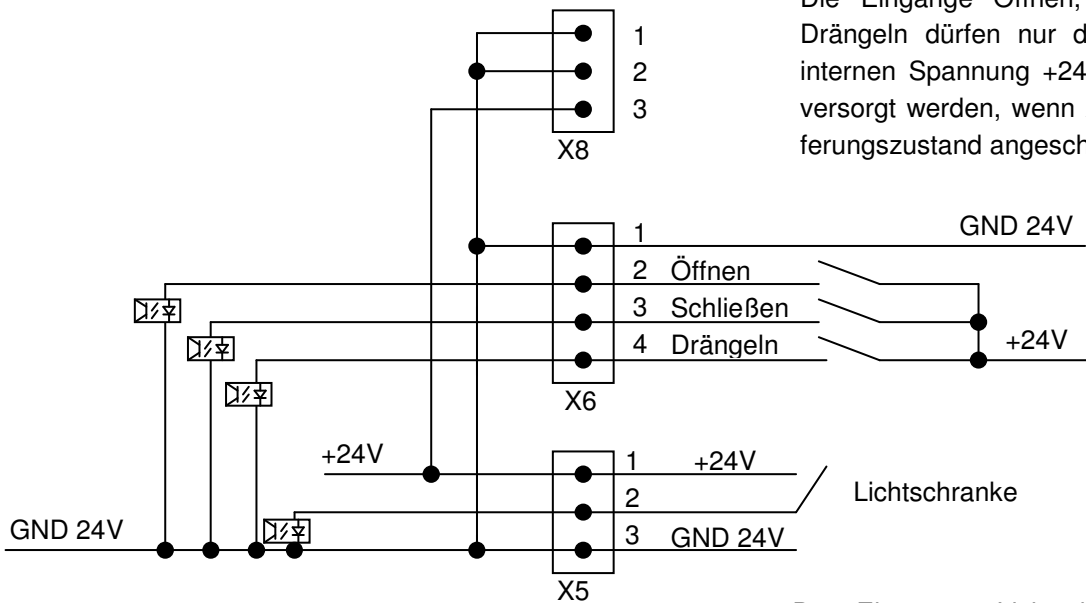 Die Eingänge Öffnen,
Drängeln dürfen nur d
internen Spannung +24
versorgt werden, wenn
ferungszustand angesch
1
2
3
X8
1 GND 24V
2 Öffnen
3 Schließen
4 Drängeln +24V
X6
+24V 1 +24V
2 Lichtschranke
GND 24V 3 GND 24V
X5